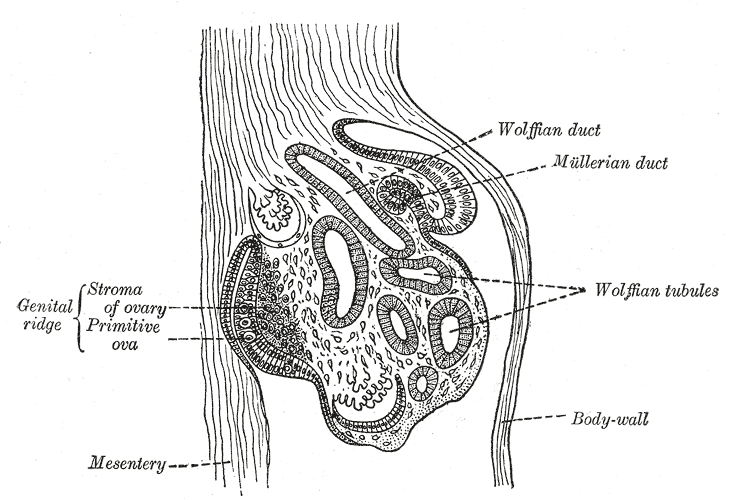 Wolffian duct
Müllerian duct
Wolffian tubules
Genital
ridge
Stroma
of ovary
Primitive
ova
Body-wall
Mesentery